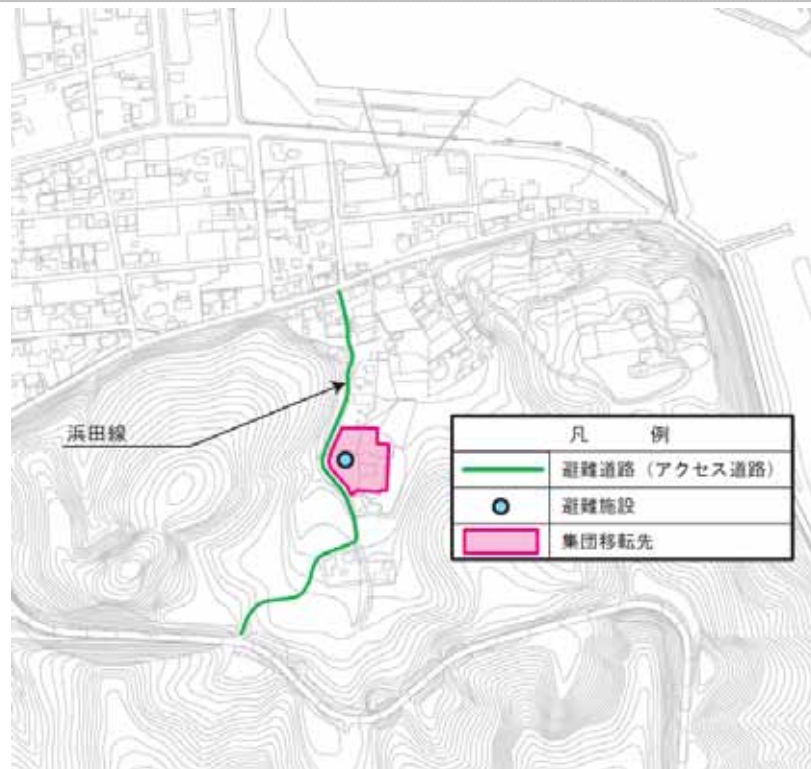 浜田線
凡 例
避難道路（アクセス道路）
避難施設
集団移転先